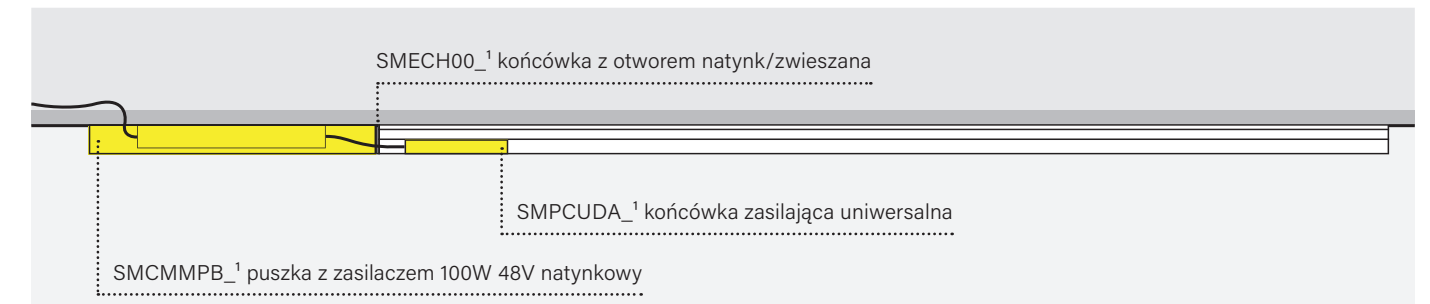 SMECH00_¹ końcówka z otworem natynk/zwieszana
SMPCUDA_¹ końcówka zasilająca uniwersalna
SMCMMPB_¹ puszka z zasilaczem 100W 48V natynkowy